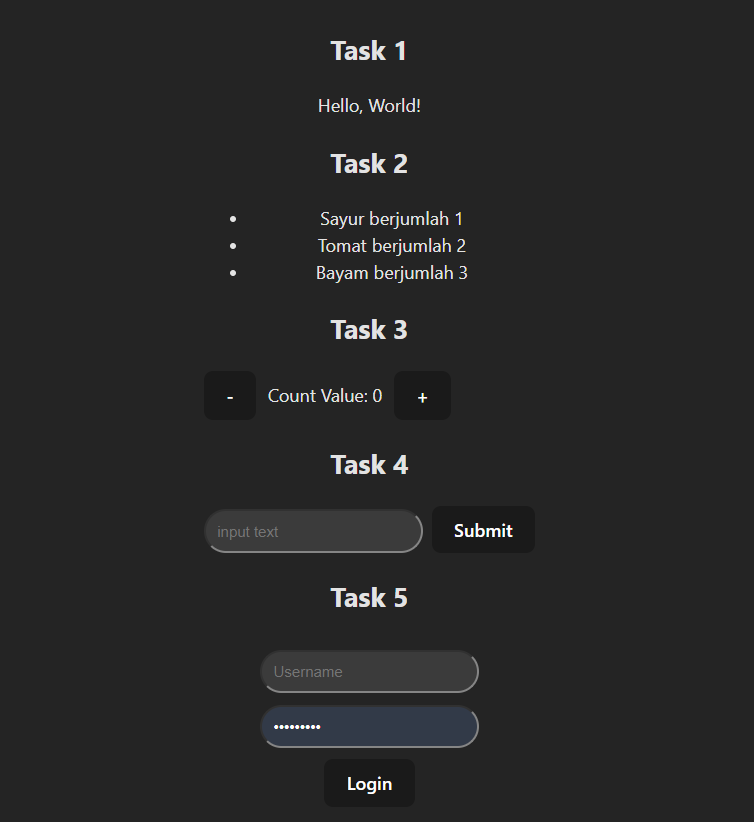 Task 1
Hello, World!
Task 2
• Sayur berjumlah 1
• Tomat berjumlah 2
• Bayam berjumlah 3
Task 3
- Count Value: 0 +
Task 4
input text Submit
Task 5
Username
•••••••••
Login